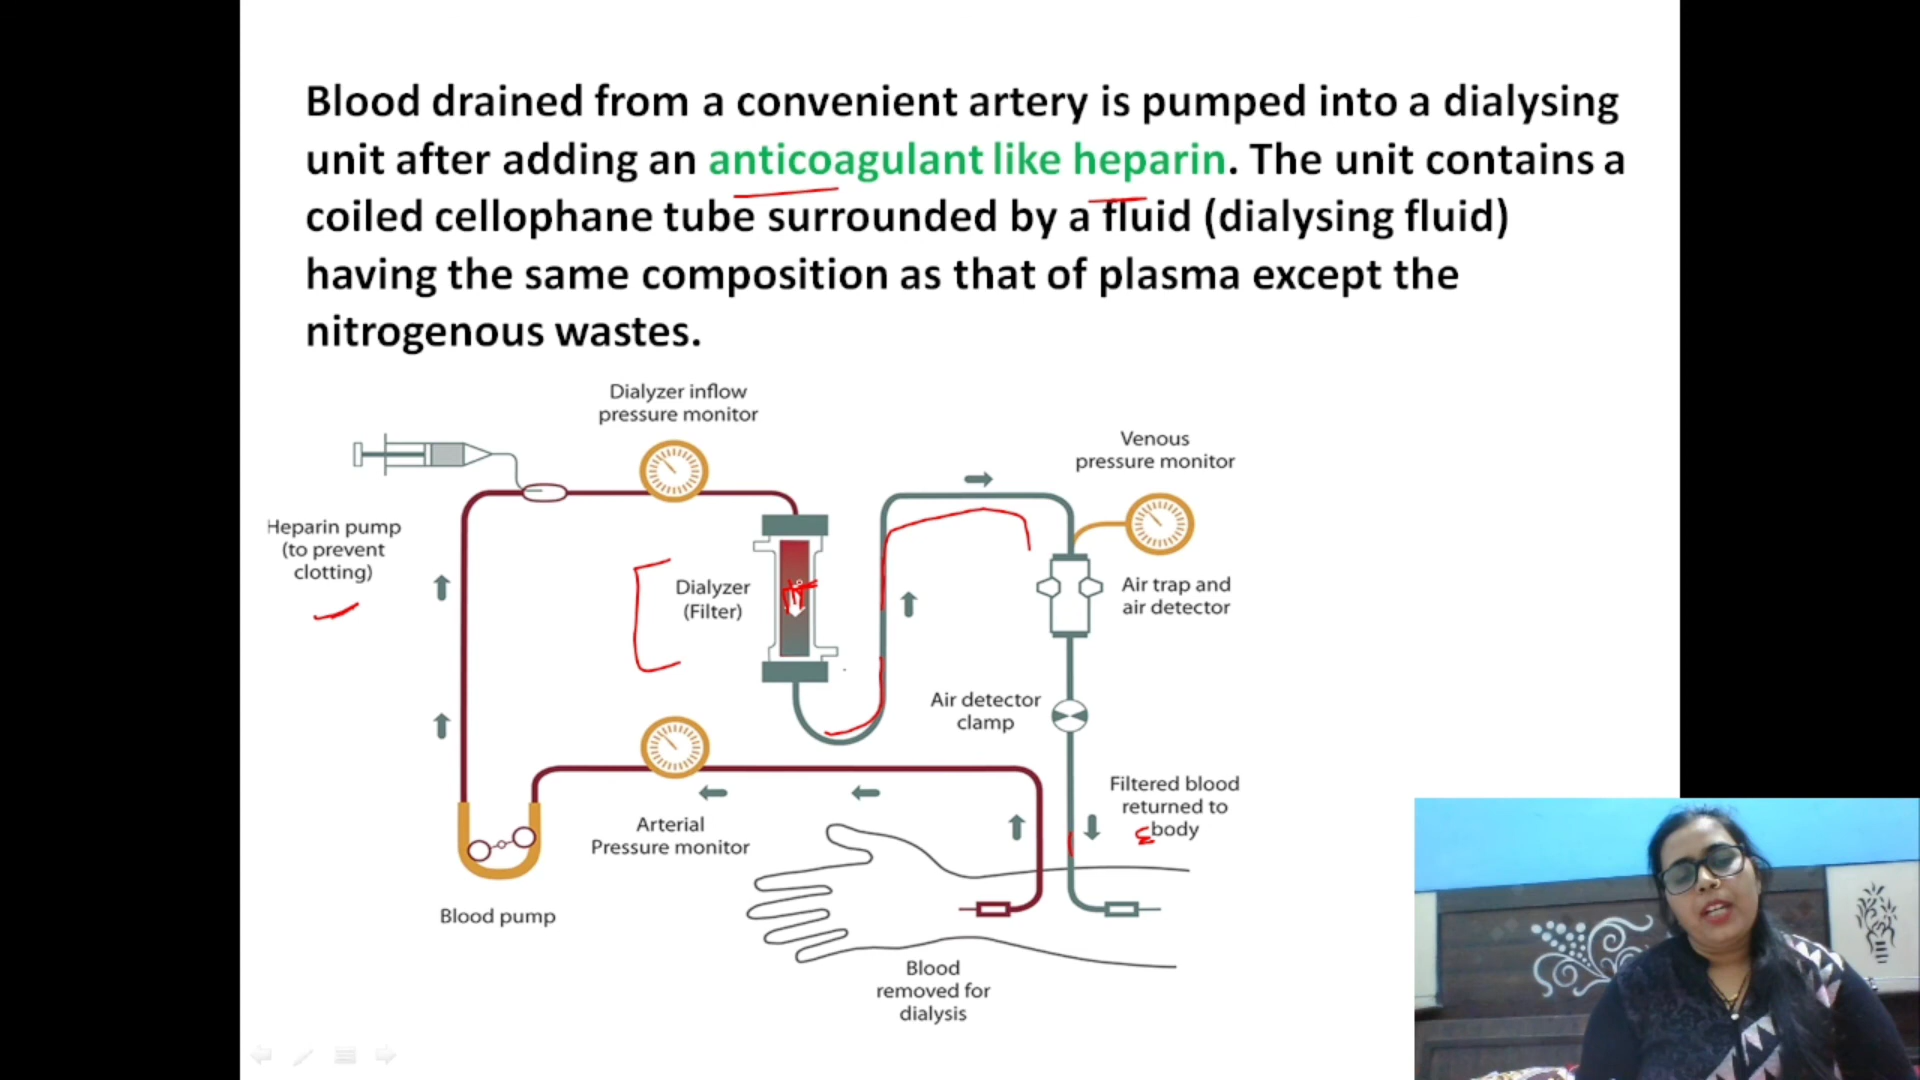 Blood drained from a convenient artery is pumped into a dialysing
unit after adding an anticoagulant like heparin. The unit contains a
coiled cellophane tube surrounded by a fluid (dialysing fluid)
having the same composition as that of plasma except the
nitrogenous wastes.
Dialyzer inflow
pressure monitor
Venous
pressure monitor
Heparin pump
(to prevent
clotting)
Dialyzer
(Filter)
Air trap and
air detector
Air detector
clamp
Filtered blood
returned to
body
Arterial
Pressure monitor
Blood pump
Blood
removed for
dialysis